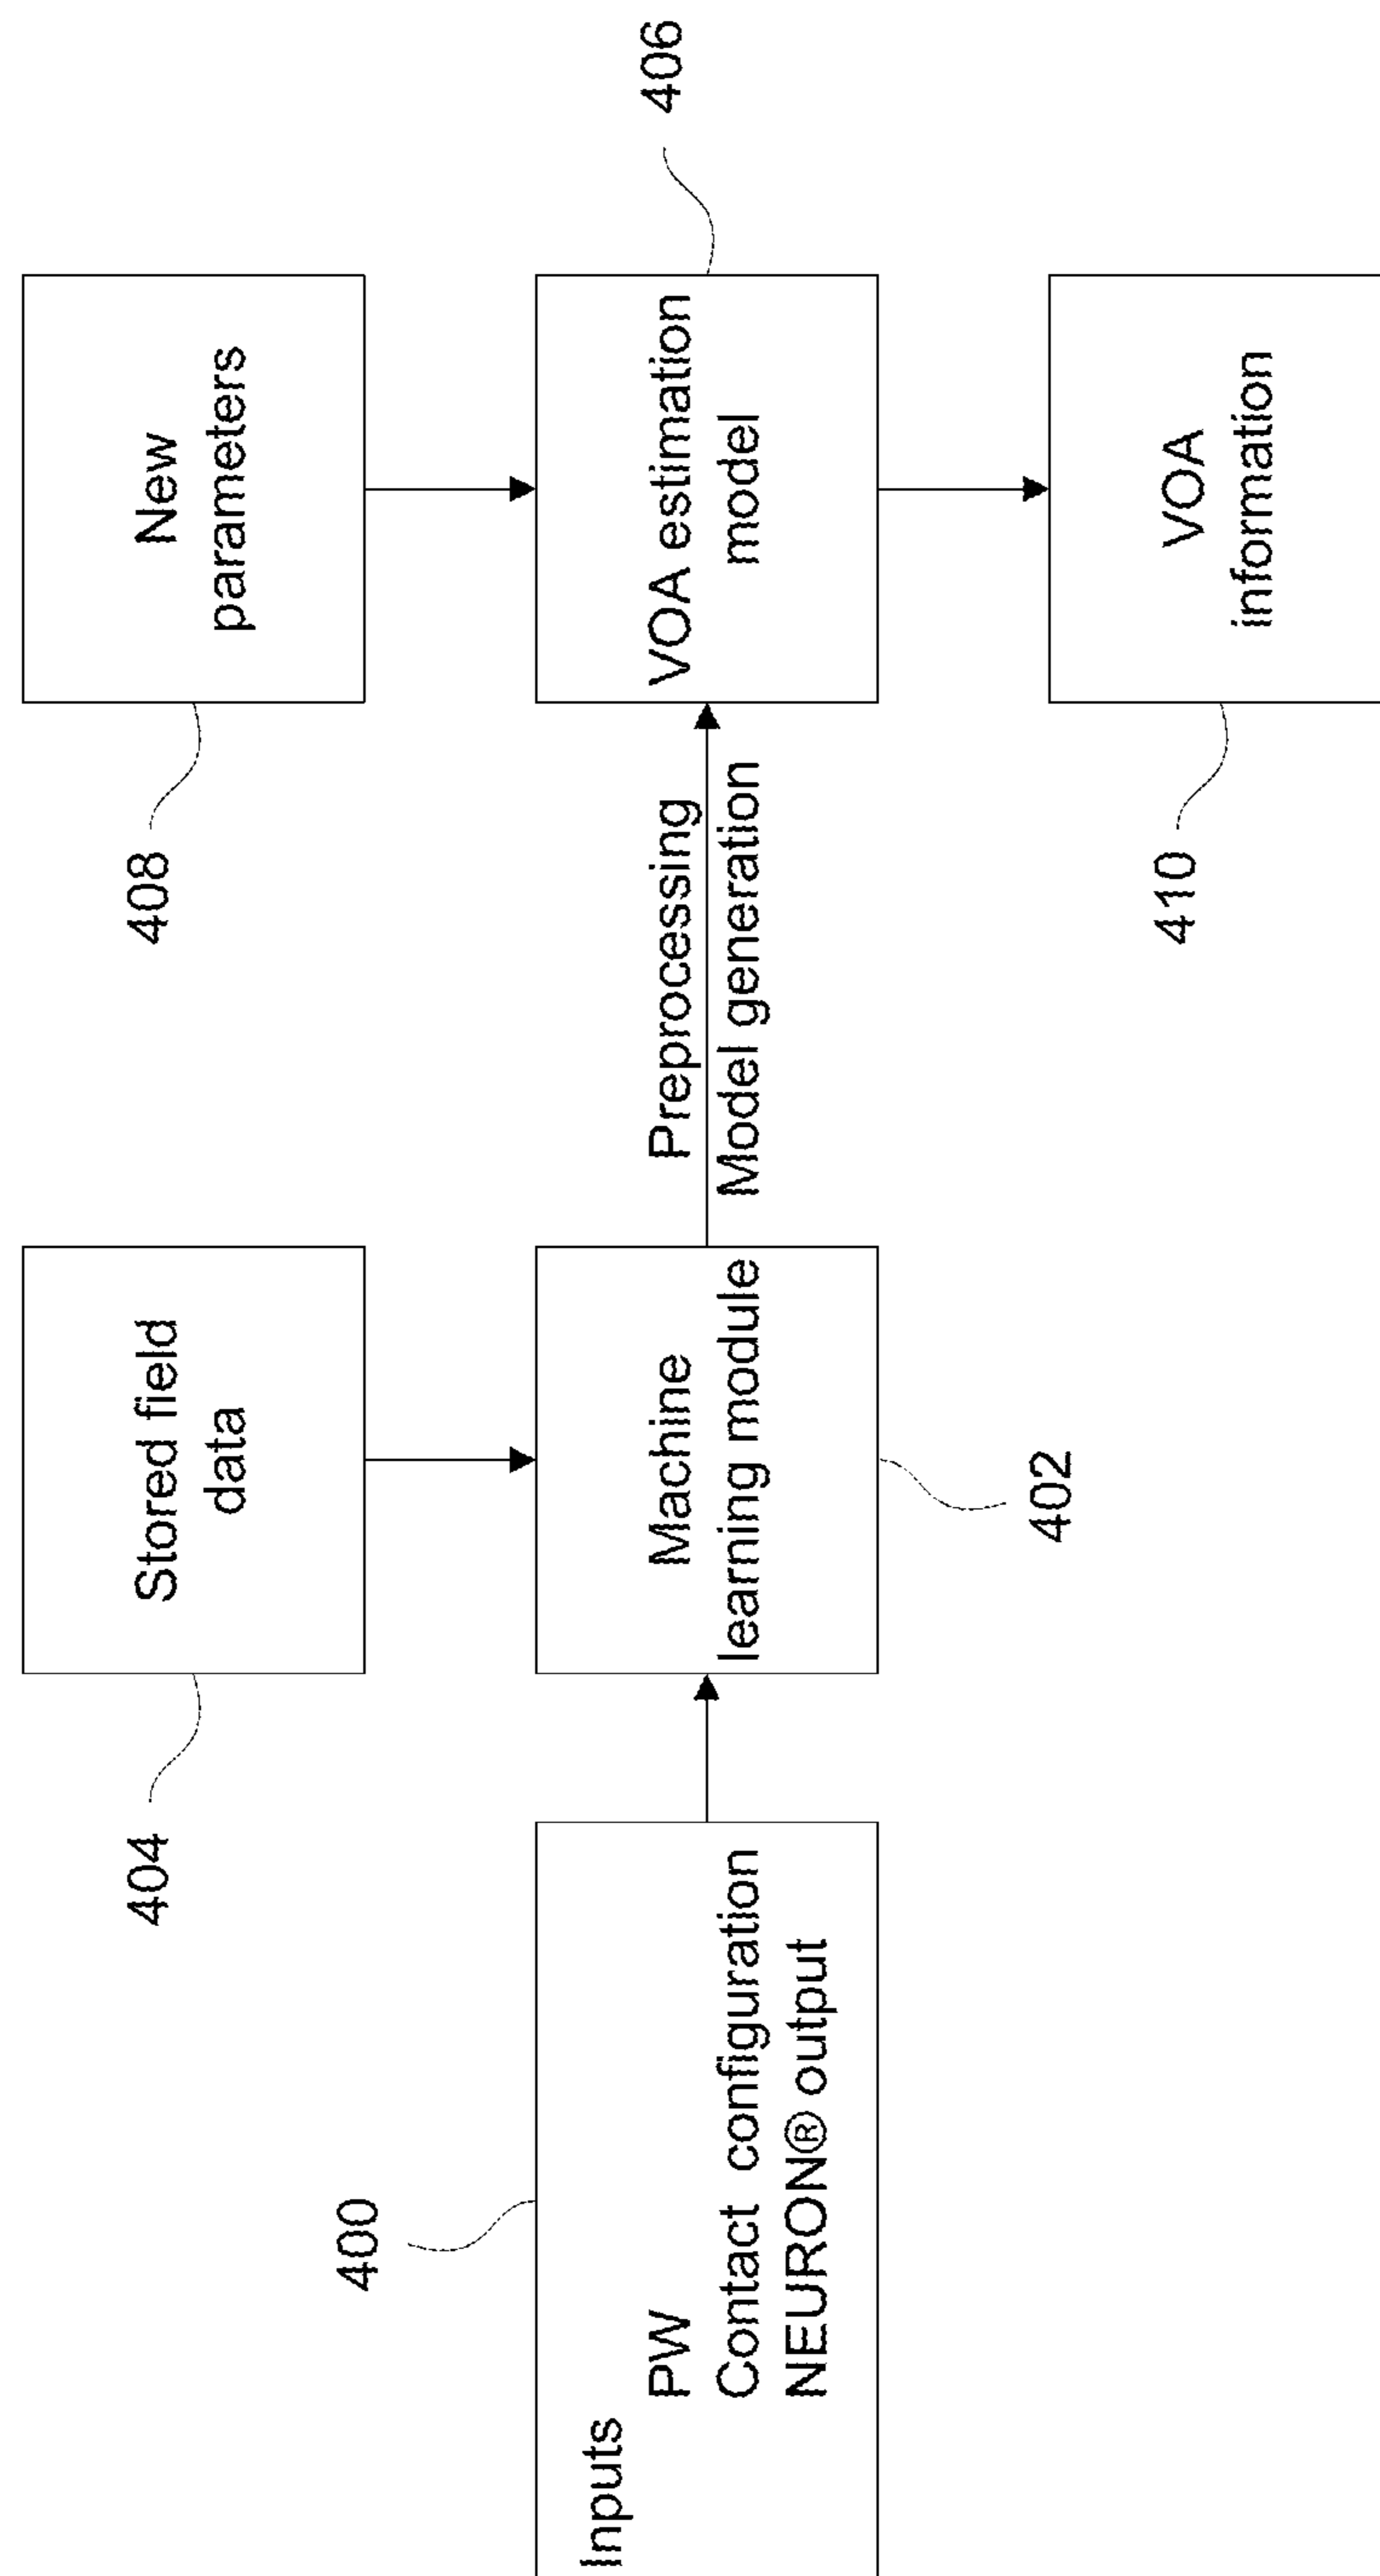 404
Stored field
data
408
New
parameters
400
Inputs
PW
Contact configuration
NEURON® output
Machine
learning module
402
Preprocessing
Model generation
VOA estimation
model
406
410
VOA
information